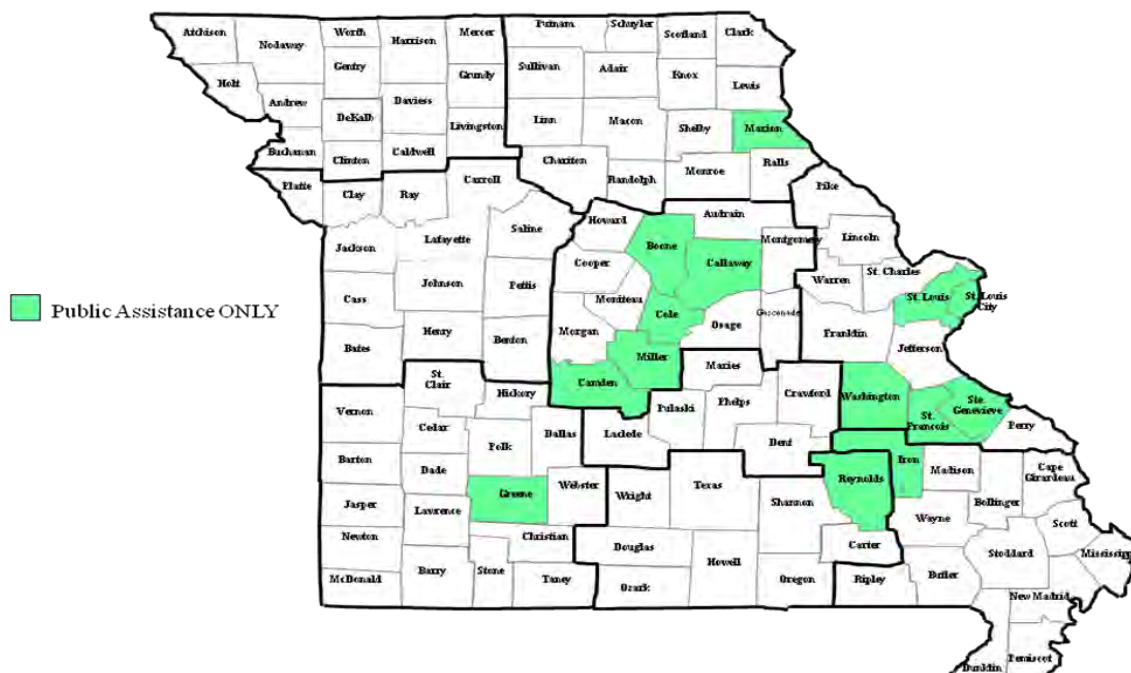 Atchison
Nodaway
Worth
Harrison
Mercer
Putnam
Schuyler
Scotland
Clark
Gentry
Sullivan
Adair
Knox
Lewis
Holt
Andrew
Daviess
Grundy
DeKalb
Linn
Macon
Shelby
Marion
Livingston
Buchanan
Clinton
Caldwell
Chariton
Randolph
Monroe
Ralls
Platte
Clay
Ray
Carroll
Pike
Howard
Audrain
Saline
Boone
Montgomery
Lincoln
Jackson
Lafayette
Cooper
Callaway
Warren
St. Charles
Cass
Johnson
Pettis
Moniteau
St. Louis
St. Louis
City
Public Assistance ONLY
Cole
Osage
Gasconade
Henry
Morgan
Franklin
Bates
Benton
Miller
Jefferson
St.
Clair
Camden
Maries
Hickory
Crawford
Washington
Vernon
Pulaski
Phelps
Ste.
Genevieve
St.
Francois
Perry
Cedar
Polk
Dallas
Laclede
Dent
Barton
Dade
Iron
Madison
Cape
Girardeau
Reynolds
Greene
Webster
Wright
Texas
Bollinger
Jasper
Lawrence
Shannon
Wayne
Scott
Newton
Christian
Douglas
Carter
Stoddard
Mississipp
McDonald
Barry
Stone
Taney
Ozark
Howell
Oregon
Ripley
Butler
New Madrid
Dunklin
Pemiscot